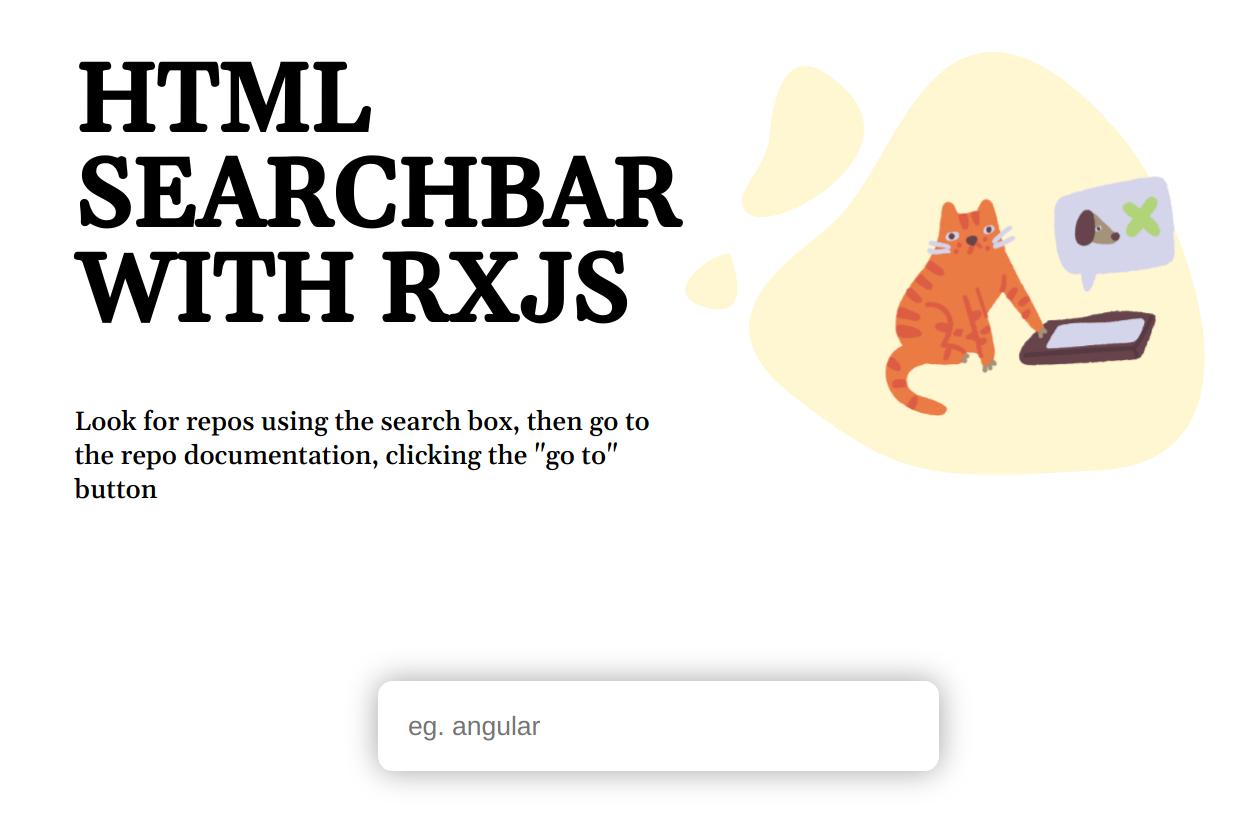 HTML
SEARCHBAR
WITH RXJS
Look for repos using the search box, then go to
the repo documentation, clicking the "go to"
button
eg. angular